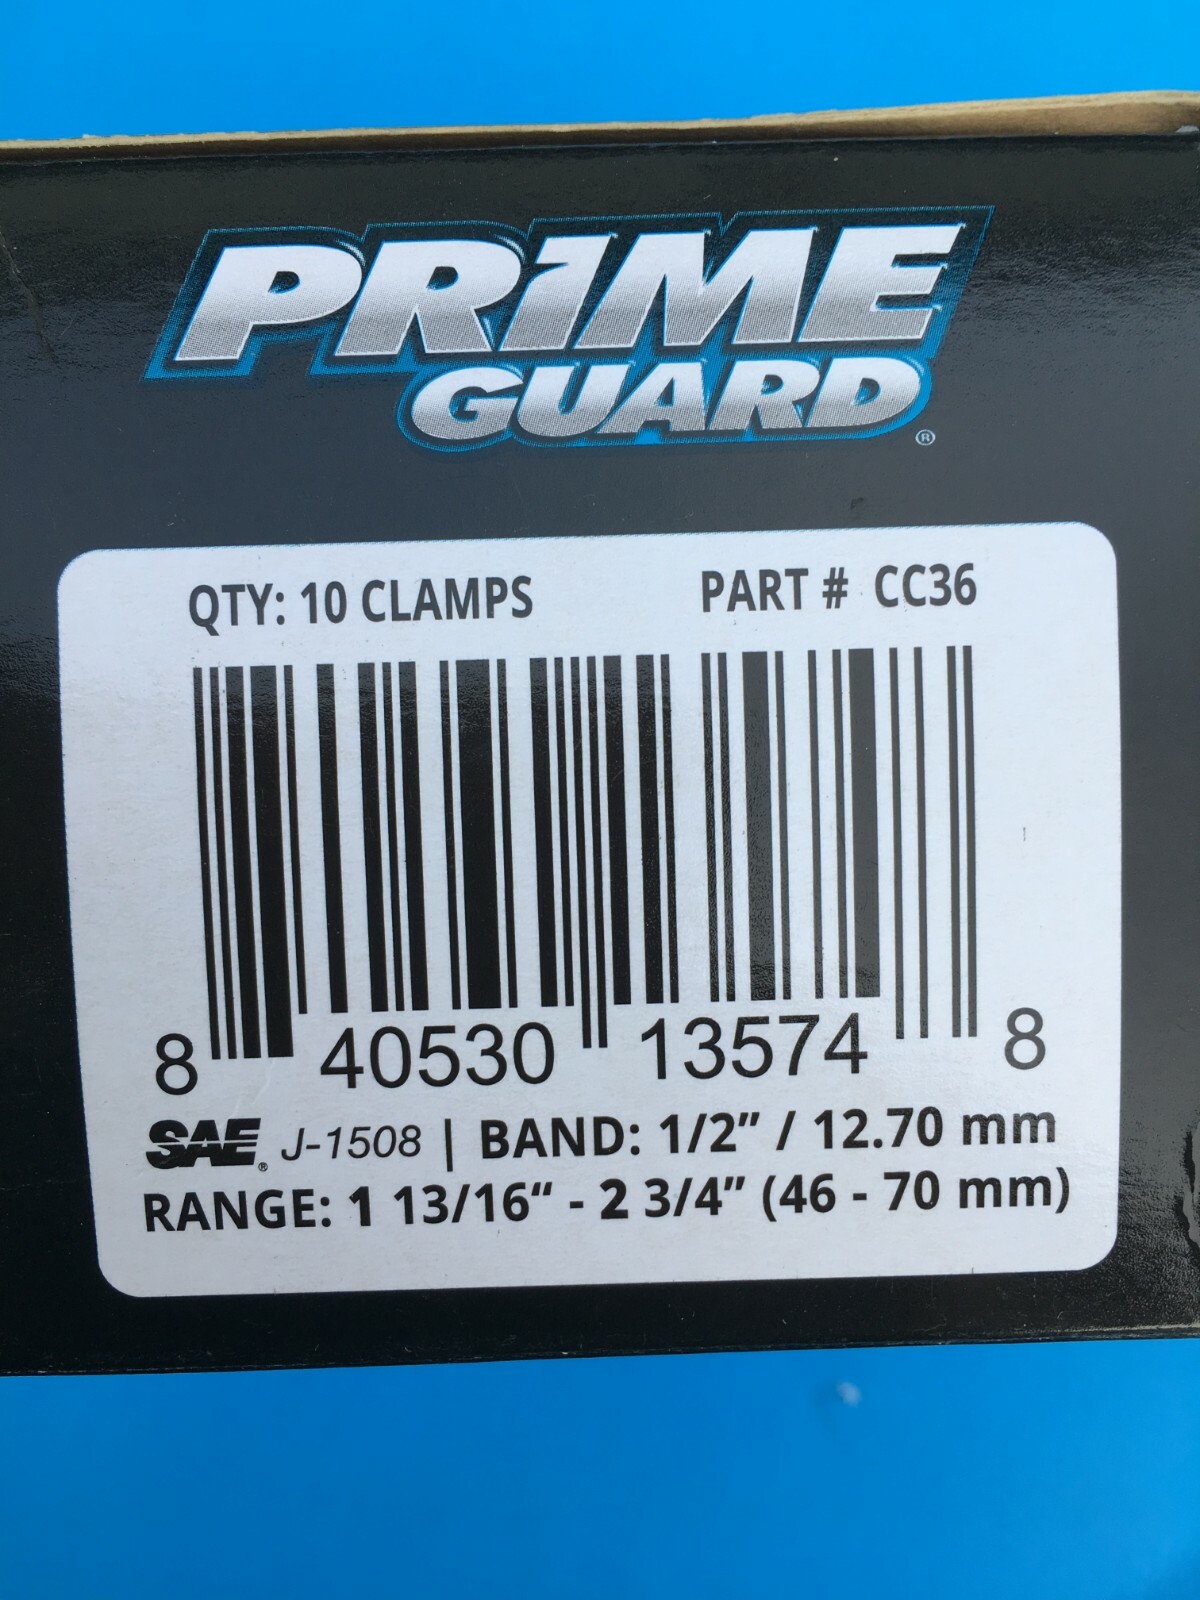 PRIME
GUARD®
QTY: 10 CLAMPS PART # CC36
8 40530 13574 8
SAE® J-1508 | BAND: 1/2” / 12.70 mm
RANGE: 1 13/16“ - 2 3/4” (46 - 70 mm)